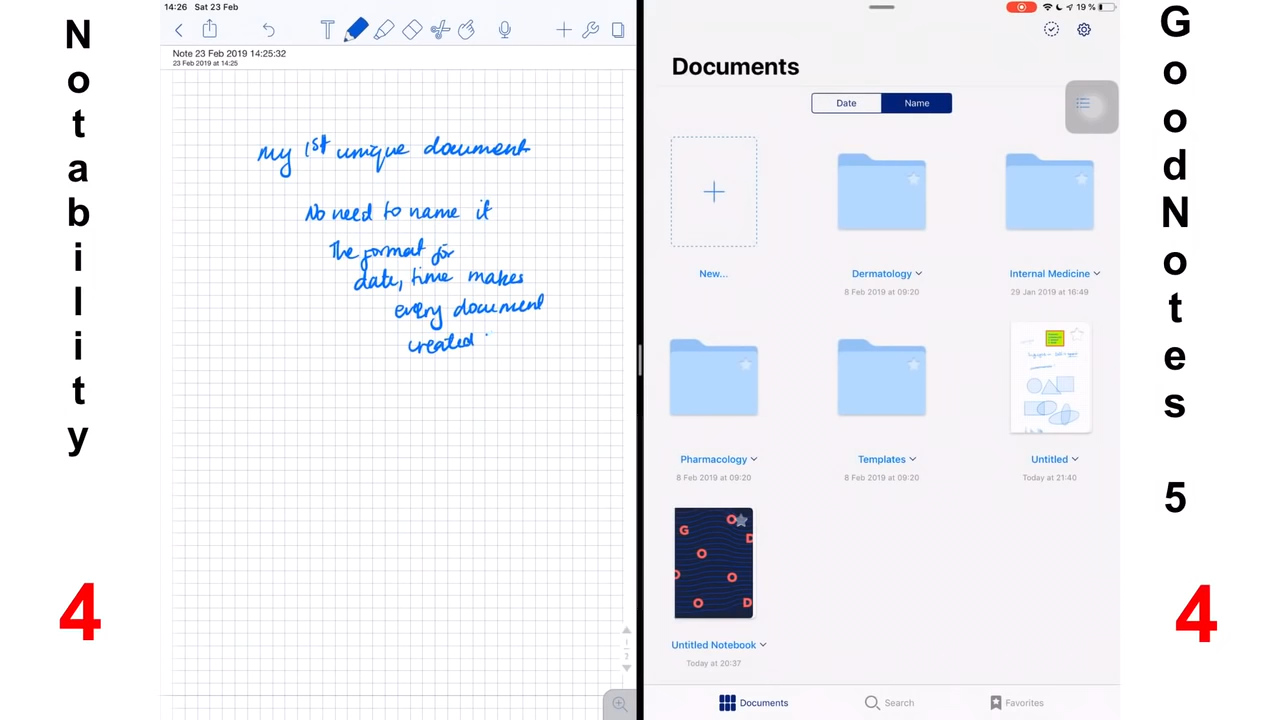 Notability
4
14:26 Sat 23 Feb
T
Note 23 Feb 2019 14:25:32
23 Feb 2019 at 14:25
my 1st unique document
No need to name it
The format for
date, time makes
every document
created
1
2
19 %
Documents
Date Name
New...
Dermatology
8 Feb 2019 at 09:20
Internal Medicine
29 Jan 2019 at 16:49
Pharmacology
8 Feb 2019 at 09:20
Templates
8 Feb 2019 at 09:20
Untitled
Today at 21:40
G
O
O
D
O
O
O
D
D
Untitled Notebook
Today at 20:37
Documents Search Favorites
GoodNotes 5
4